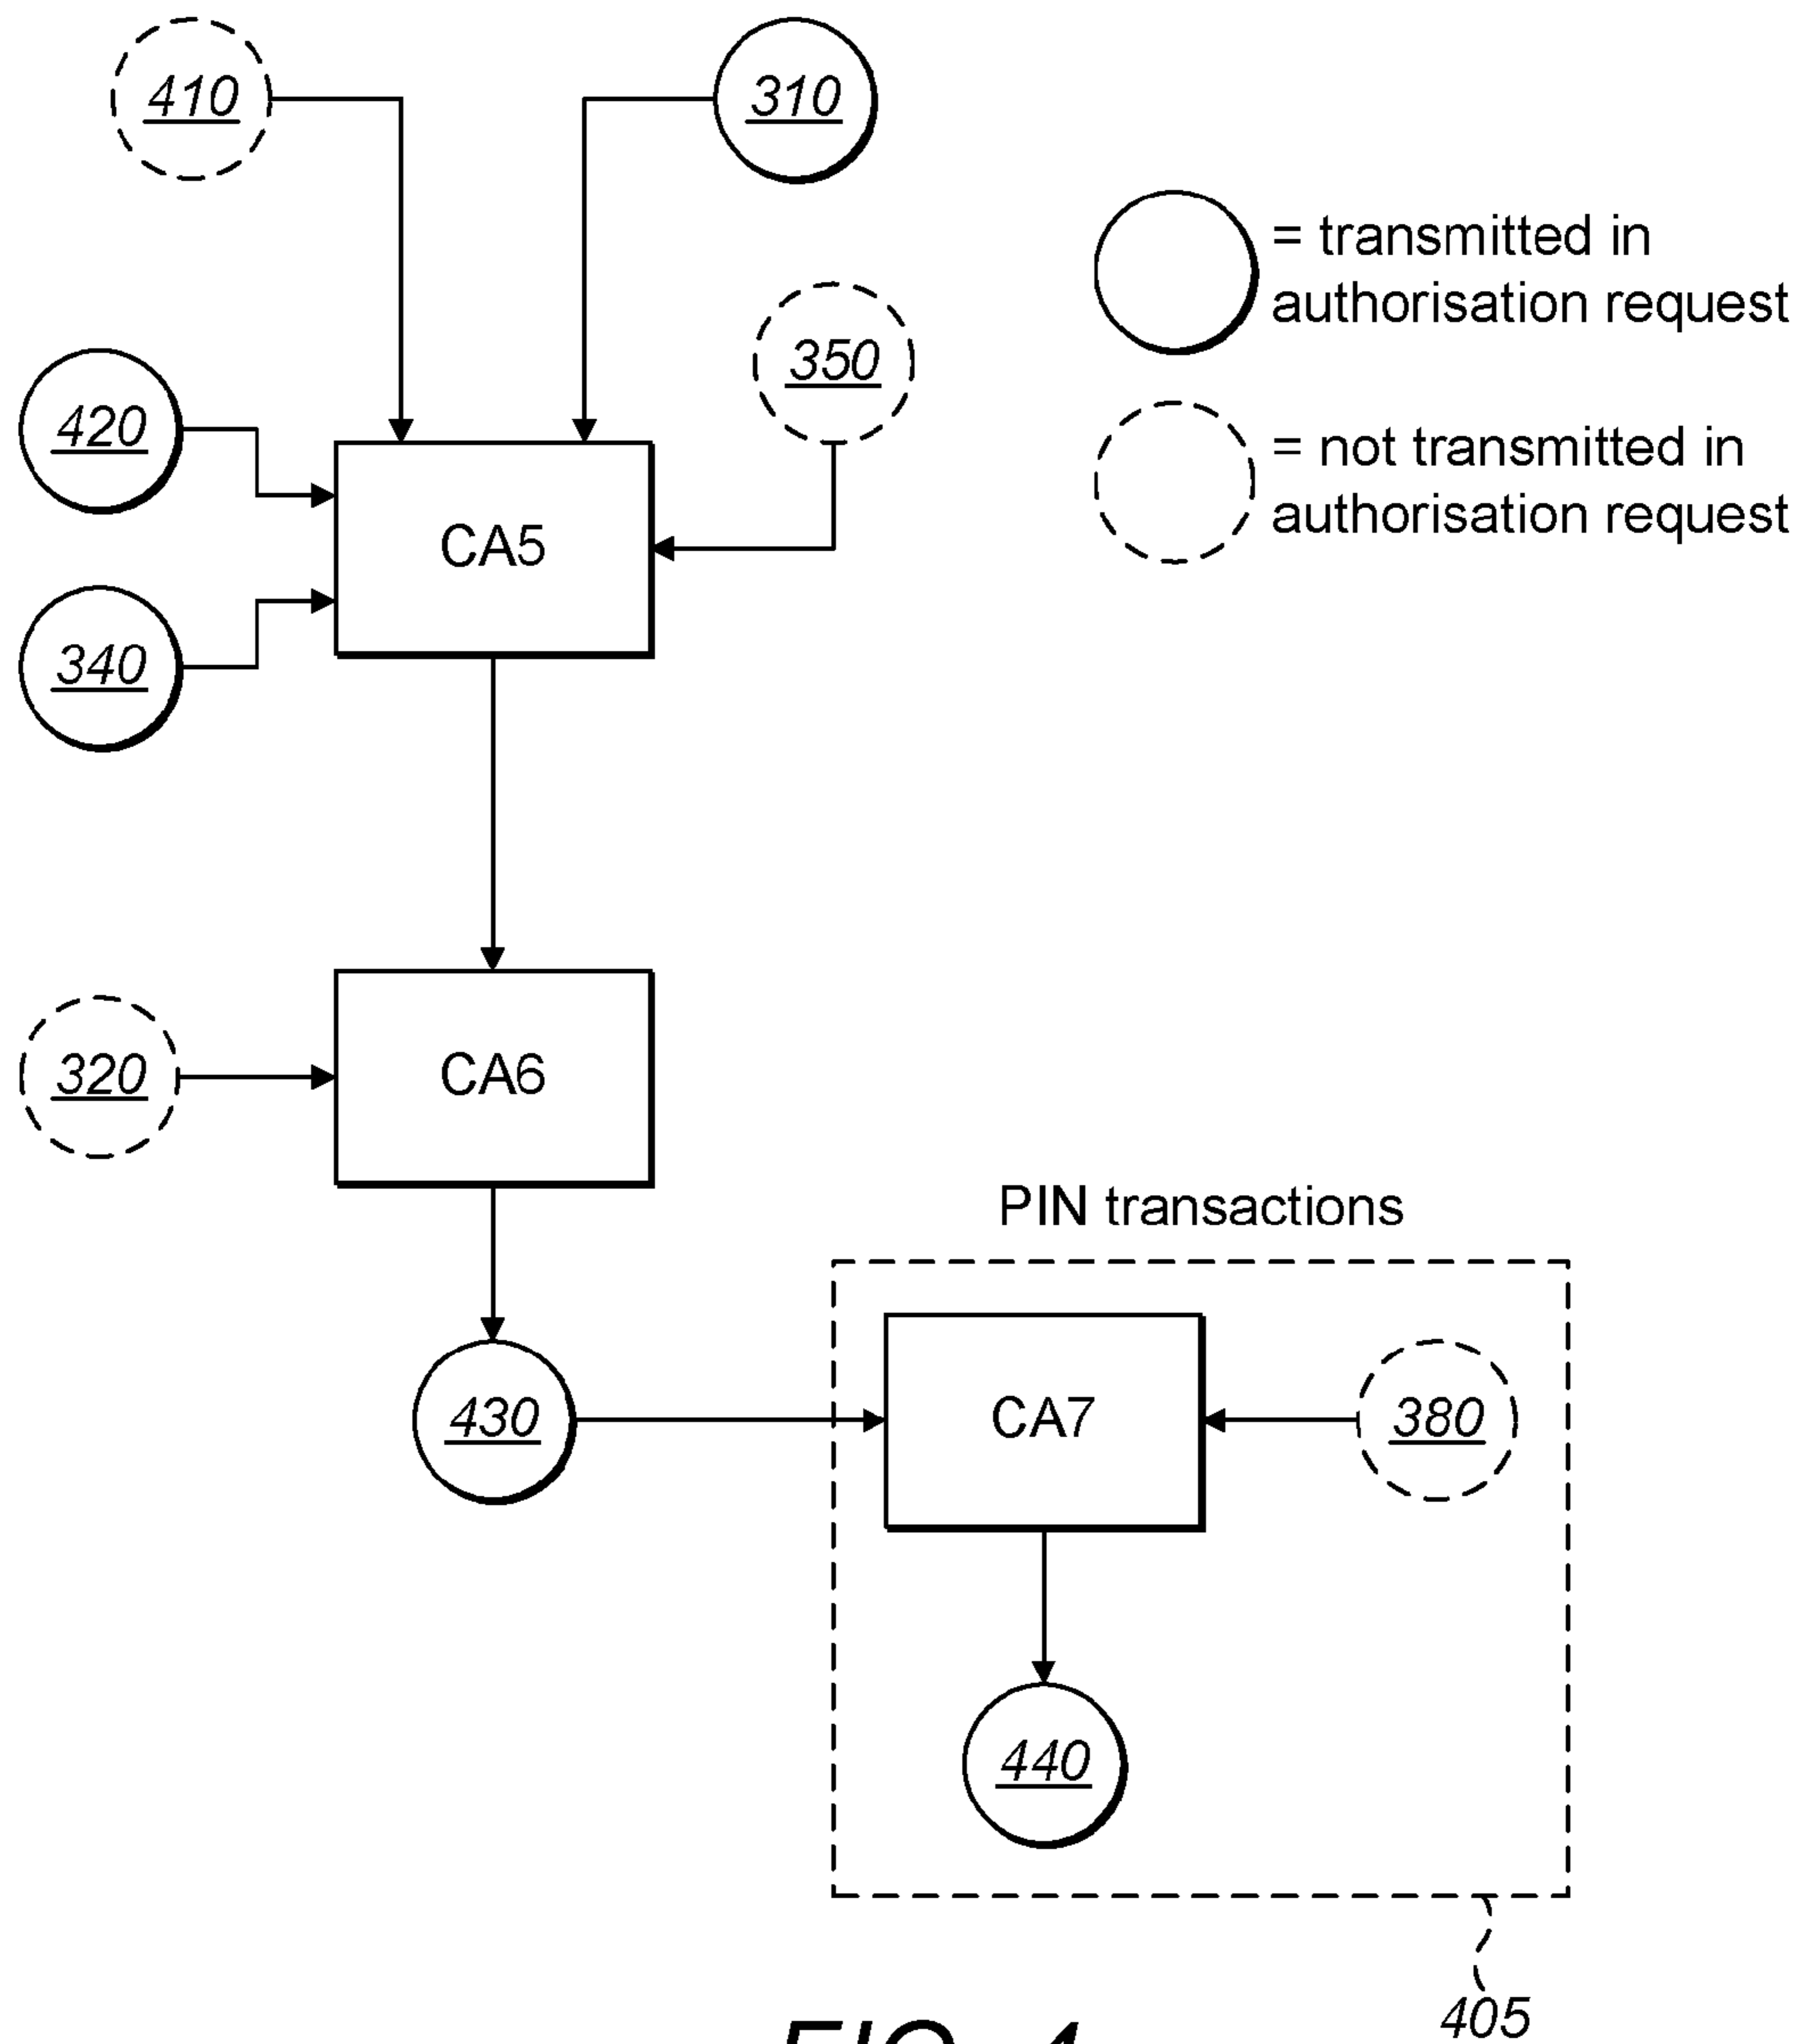 410
310
= transmitted in
authorisation request
350
420
= not transmitted in
authorisation request
CA5
340
320
CA6
PIN transactions
430
CA7
380
440
405